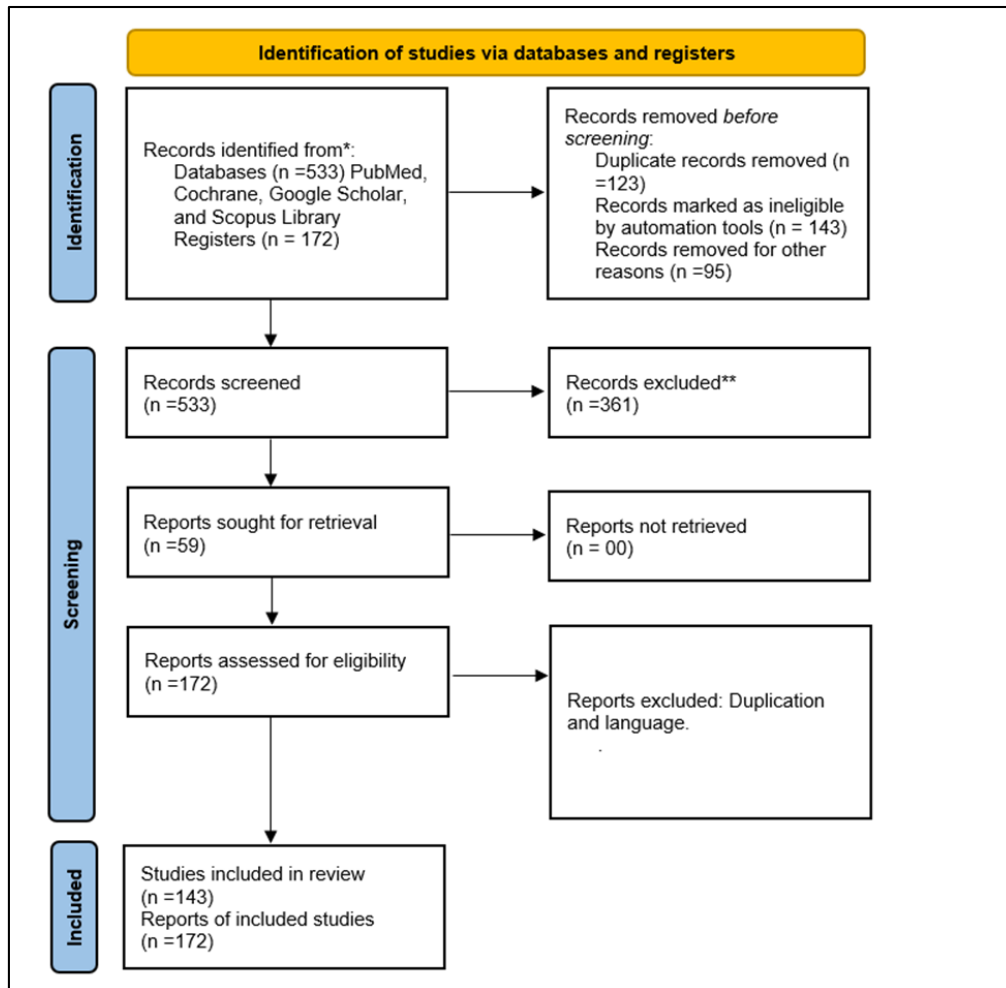 Identification of studies via databases and registers
Identification
Records identified from*:
Databases (n =533) PubMed,
Cochrane, Google Scholar,
and Scopus Library
Registers (n = 172)
Records removed before
screening:
Duplicate records removed (n
=123)
Records marked as ineligible
by automation tools (n = 143)
Records removed for other
reasons (n =95)
Screening
Records screened
(n =533)
Records excluded**
(n =361)
Reports sought for retrieval
(n =59)
Reports not retrieved
(n = 00)
Reports assessed for eligibility
(n =172)
Reports excluded: Duplication
and language.
.
Included
Studies included in review
(n =143)
Reports of included studies
(n =172)